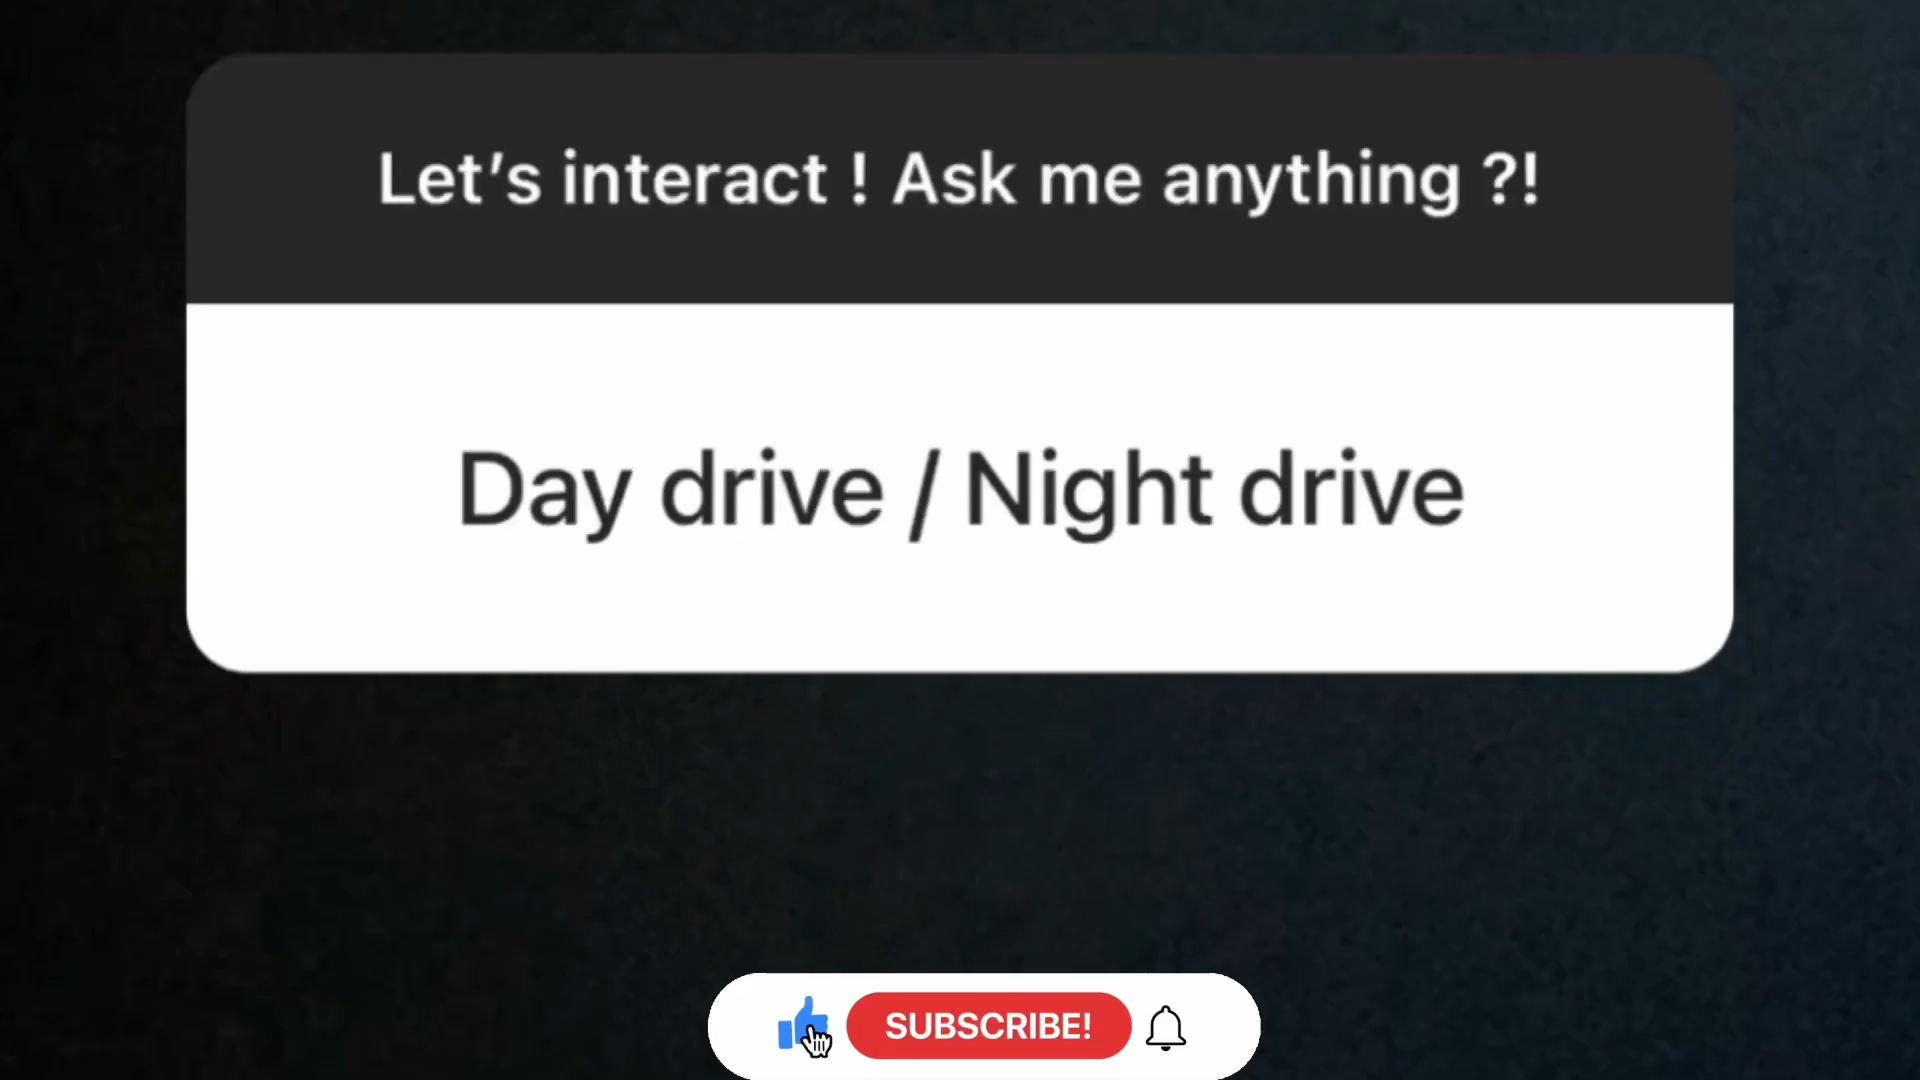 Let’s interact ! Ask me anything ?!
Day drive / Night drive
SUBSCRIBE!